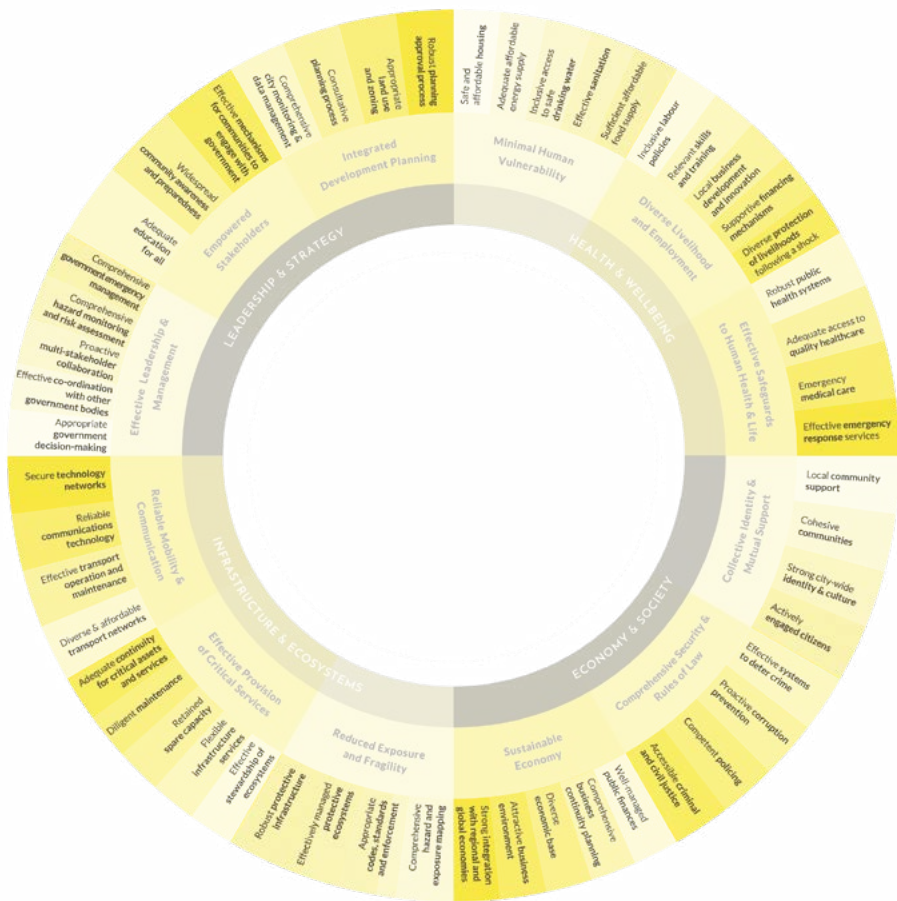 HEALTH & WELLBEING
Minimal Human
Vulnerability
Safe and
affordable housing
Adequate affordable
energy supply
Inclusive access
to safe
drinking water
Effective sanitation
Sufficient affordable
food supply
Diverse Livelihood
and Employment
Inclusive labour
policies
Relevant skills
and training
Local business
development
and innovation
Supportive financing
mechanisms
Diverse protection
of livelihoods
following a shock
Effective Safeguards
to Human Health & Life
Robust public
health systems
Adequate access to
quality healthcare
Emergency
medical care
Effective emergency
response services
ECONOMY & SOCIETY
Collective Identity &
Mutual Support
Local community
support
Cohesive
communities
Strong city-wide
identity & culture
Actively
engaged citizens
Comprehensive Security &
Rules of Law
Effective systems
to deter crime
Proactive corruption
prevention
Competent policing
Accessible criminal
and civil justice
Sustainable
Economy
Well-managed
public finances
Comprehensive
business
continuity planning
Diverse
economic base
Attractive business
environment
Strong integration
with regional and
global economies
INFRASTRUCTURE & ECOSYSTEMS
Reduced Exposure
and Fragility
Comprehensive
hazard and
exposure mapping
Appropriate
codes, standards
and enforcement
Effectively managed
protective
ecosystems
Robust protective
infrastructure
Effective Provision
of Critical Services
Effective
stewardship of
ecosystems
Flexible
infrastructure
services
Retained
spare capacity
Diligent maintenance
Adequate continuity
for critical assets
and services
Reliable Mobility &
Communication
Diverse & affordable
transport networks
Effective transport
operation and
maintenance
Reliable
communications
technology
Secure technology
networks
LEADERSHIP & STRATEGY
Effective Leadership &
Management
Appropriate
government
decision-making
Effective co-ordination
with other
government bodies
Proactive
multi-stakeholder
collaboration
Comprehensive
hazard monitoring
and risk assessment
Comprehensive
government emergency
management
Empowered
Stakeholders
Adequate
education
for all
Widespread
community awareness
and preparedness
Effective mechanisms
for communities to
engage with
government
Integrated
Development Planning
Comprehensive
city monitoring &
data management
Consultative
planning process
Appropriate
land use
and zoning
Robust planning
approval process